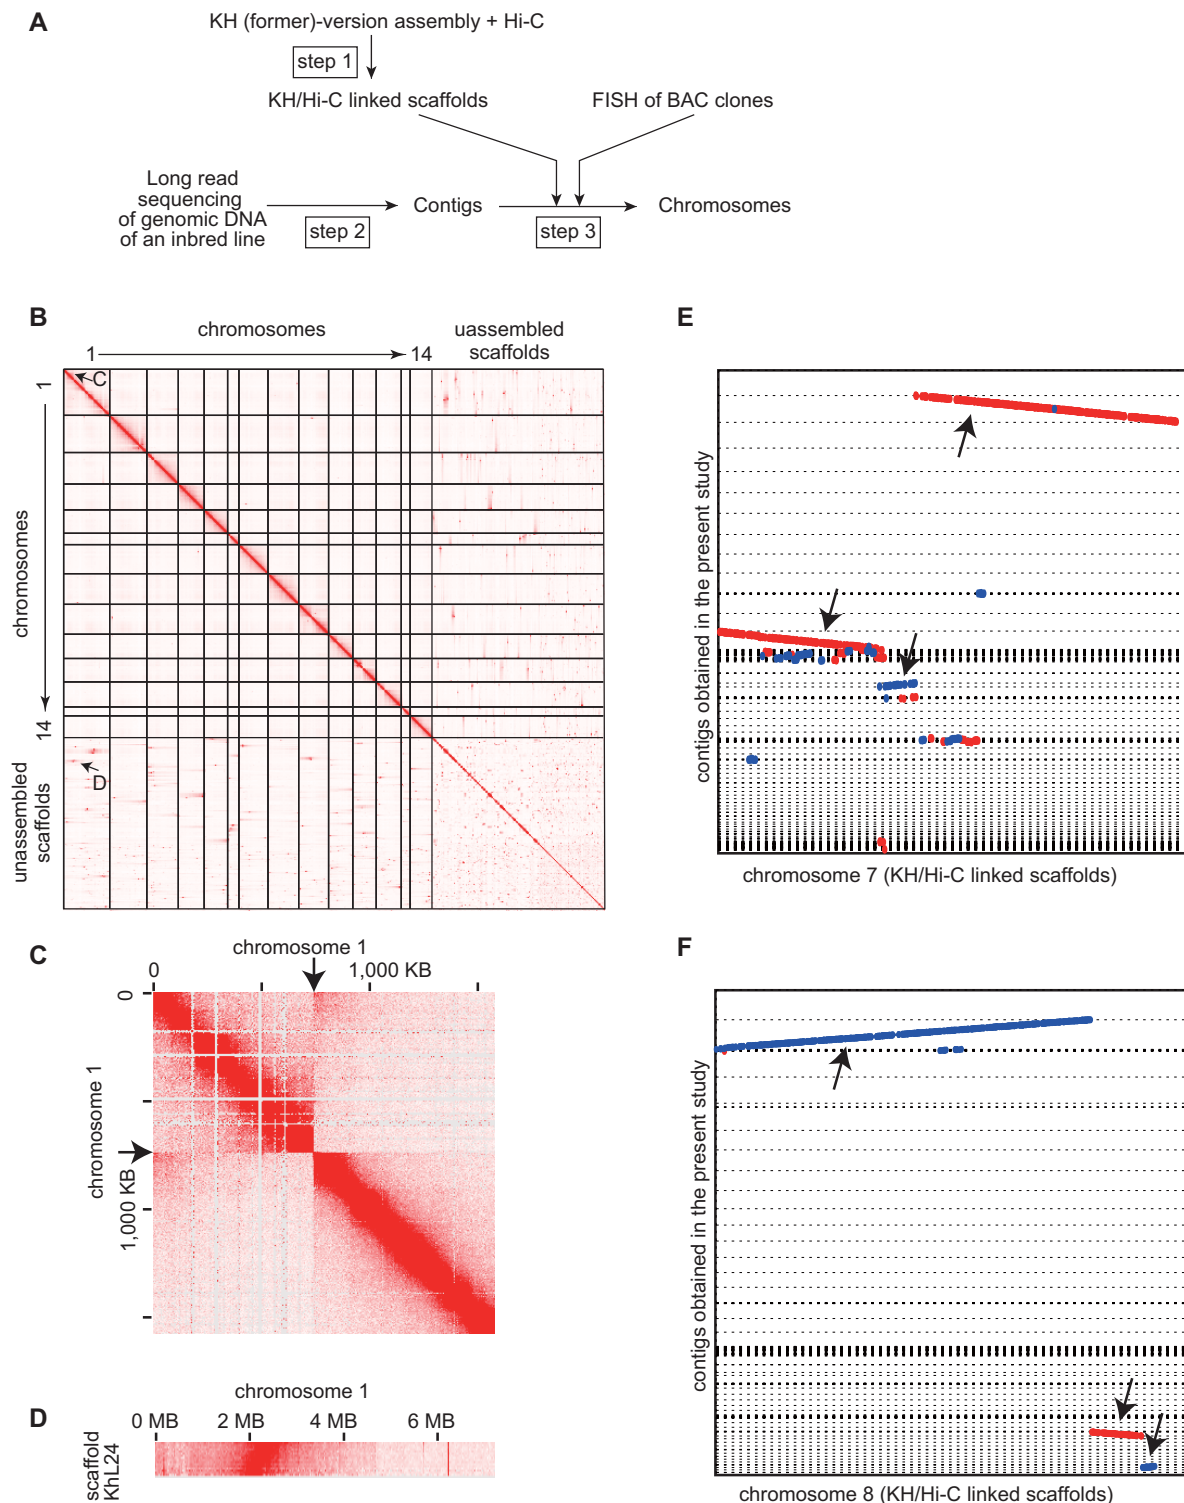 A
KH (former)-version assembly + Hi-C
step 1
KH/Hi-C linked scaffolds
FISH of BAC clones
Long read
sequencing
of genomic DNA
of an inbred line
step 2
Contigs
step 3
Chromosomes
B
chromosomes
uassembled
scaffolds
1
14
1
chromosomes
14
unassembled
scaffolds
C
D
C
chromosome 1
0
1,000 KB
0
chromosome 1
1,000 KB
D
chromosome 1
0 MB
2 MB
4 MB
6 MB
scaffold
KhL24
E
contigs obtained in the present study
chromosome 7 (KH/Hi-C linked scaffolds)
F
contigs obtained in the present study
chromosome 8 (KH/Hi-C linked scaffolds)